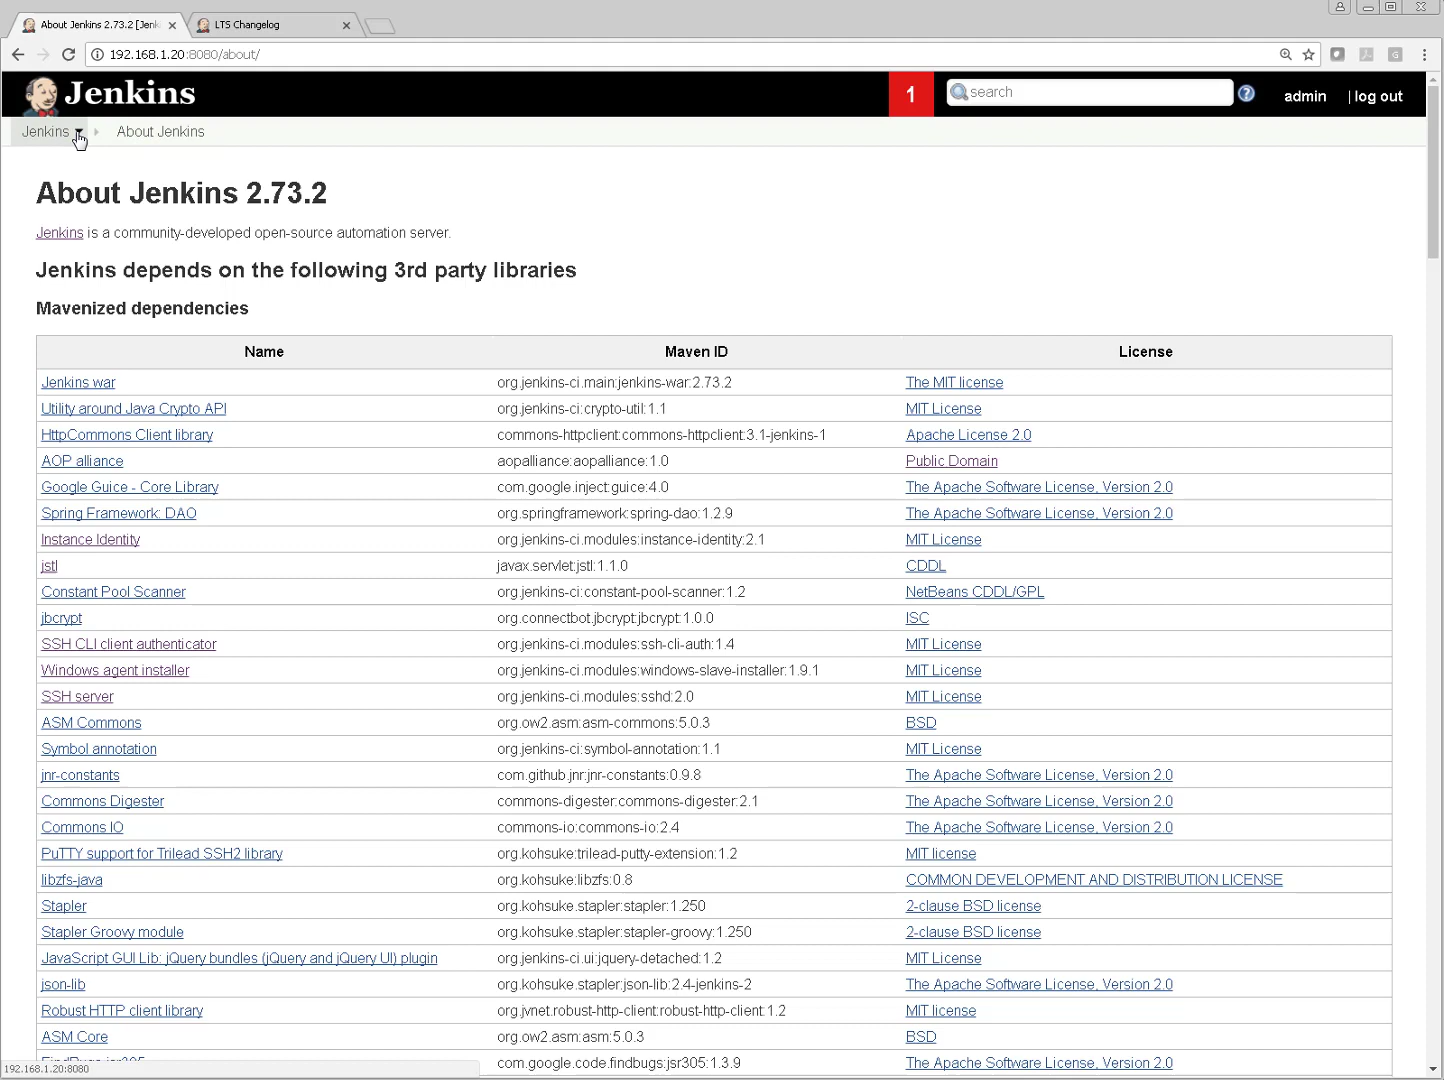 About Jenkins 2.73.2 [Jenk
LTS Changelog
192.168.1.20:8080/about/
Jenkins
1
search
admin
| log out
Jenkins
About Jenkins
About Jenkins 2.73.2
Jenkins is a community-developed open-source automation server.
Jenkins depends on the following 3rd party libraries
Mavenized dependencies
Name Maven ID License
Jenkins war org.jenkins-ci.main:jenkins-war:2.73.2 The MIT license
Utility around Java Crypto API org.jenkins-ci:crypto-util:1.1 MIT License
HttpCommons Client library commons-httpclient:commons-httpclient:3.1-jenkins-1 Apache License 2.0
AOP alliance aopalliance:aopalliance:1.0 Public Domain
Google Guice - Core Library com.google.inject:guice:4.0 The Apache Software License, Version 2.0
Spring Framework: DAO org.springframework:spring-dao:1.2.9 The Apache Software License, Version 2.0
Instance Identity org.jenkins-ci.modules:instance-identity:2.1 MIT License
jstl javax.servlet:jstl:1.1.0 CDDL
Constant Pool Scanner org.jenkins-ci:constant-pool-scanner:1.2 NetBeans CDDL/GPL
jbcrypt org.connectbot.jbcrypt:jbcrypt:1.0.0 ISC
SSH CLI client authenticator org.jenkins-ci.modules:ssh-cli-auth:1.4 MIT License
Windows agent installer org.jenkins-ci.modules:windows-slave-installer:1.9.1 MIT License
SSH server org.jenkins-ci.modules:sshd:2.0 MIT License
ASM Commons org.ow2.asm:asm-commons:5.0.3 BSD
Symbol annotation org.jenkins-ci:symbol-annotation:1.1 MIT License
jnr-constants com.github.jnr:jnr-constants:0.9.8 The Apache Software License, Version 2.0
Commons Digester commons-digester:commons-digester:2.1 The Apache Software License, Version 2.0
Commons IO commons-io:commons-io:2.4 The Apache Software License, Version 2.0
PuTTY support for Trilead SSH2 library org.kohsuke:trilead-putty-extension:1.2 MIT license
libzfs-java org.kohsuke:libzfs:0.8 COMMON DEVELOPMENT AND DISTRIBUTION LICENSE
Stapler org.kohsuke.stapler:stapler:1.250 2-clause BSD license
Stapler Groovy module org.kohsuke.stapler:stapler-groovy:1.250 2-clause BSD license
JavaScript GUI Lib: jQuery bundles (jQuery and jQuery UI) plugin org.jenkins-ci.ui:jquery-detached:1.2 MIT License
json-lib org.kohsuke.stapler:json-lib:2.4-jenkins-2 The Apache Software License, Version 2.0
Robust HTTP client library org.jvnet.robust-http-client:robust-http-client:1.2 MIT license
ASM Core org.ow2.asm:asm:5.0.3 BSD
FindBugs-jsr305 com.google.code.findbugs:jsr305:1.3.9 The Apache Software License, Version 2.0
192.168.1.20:8080